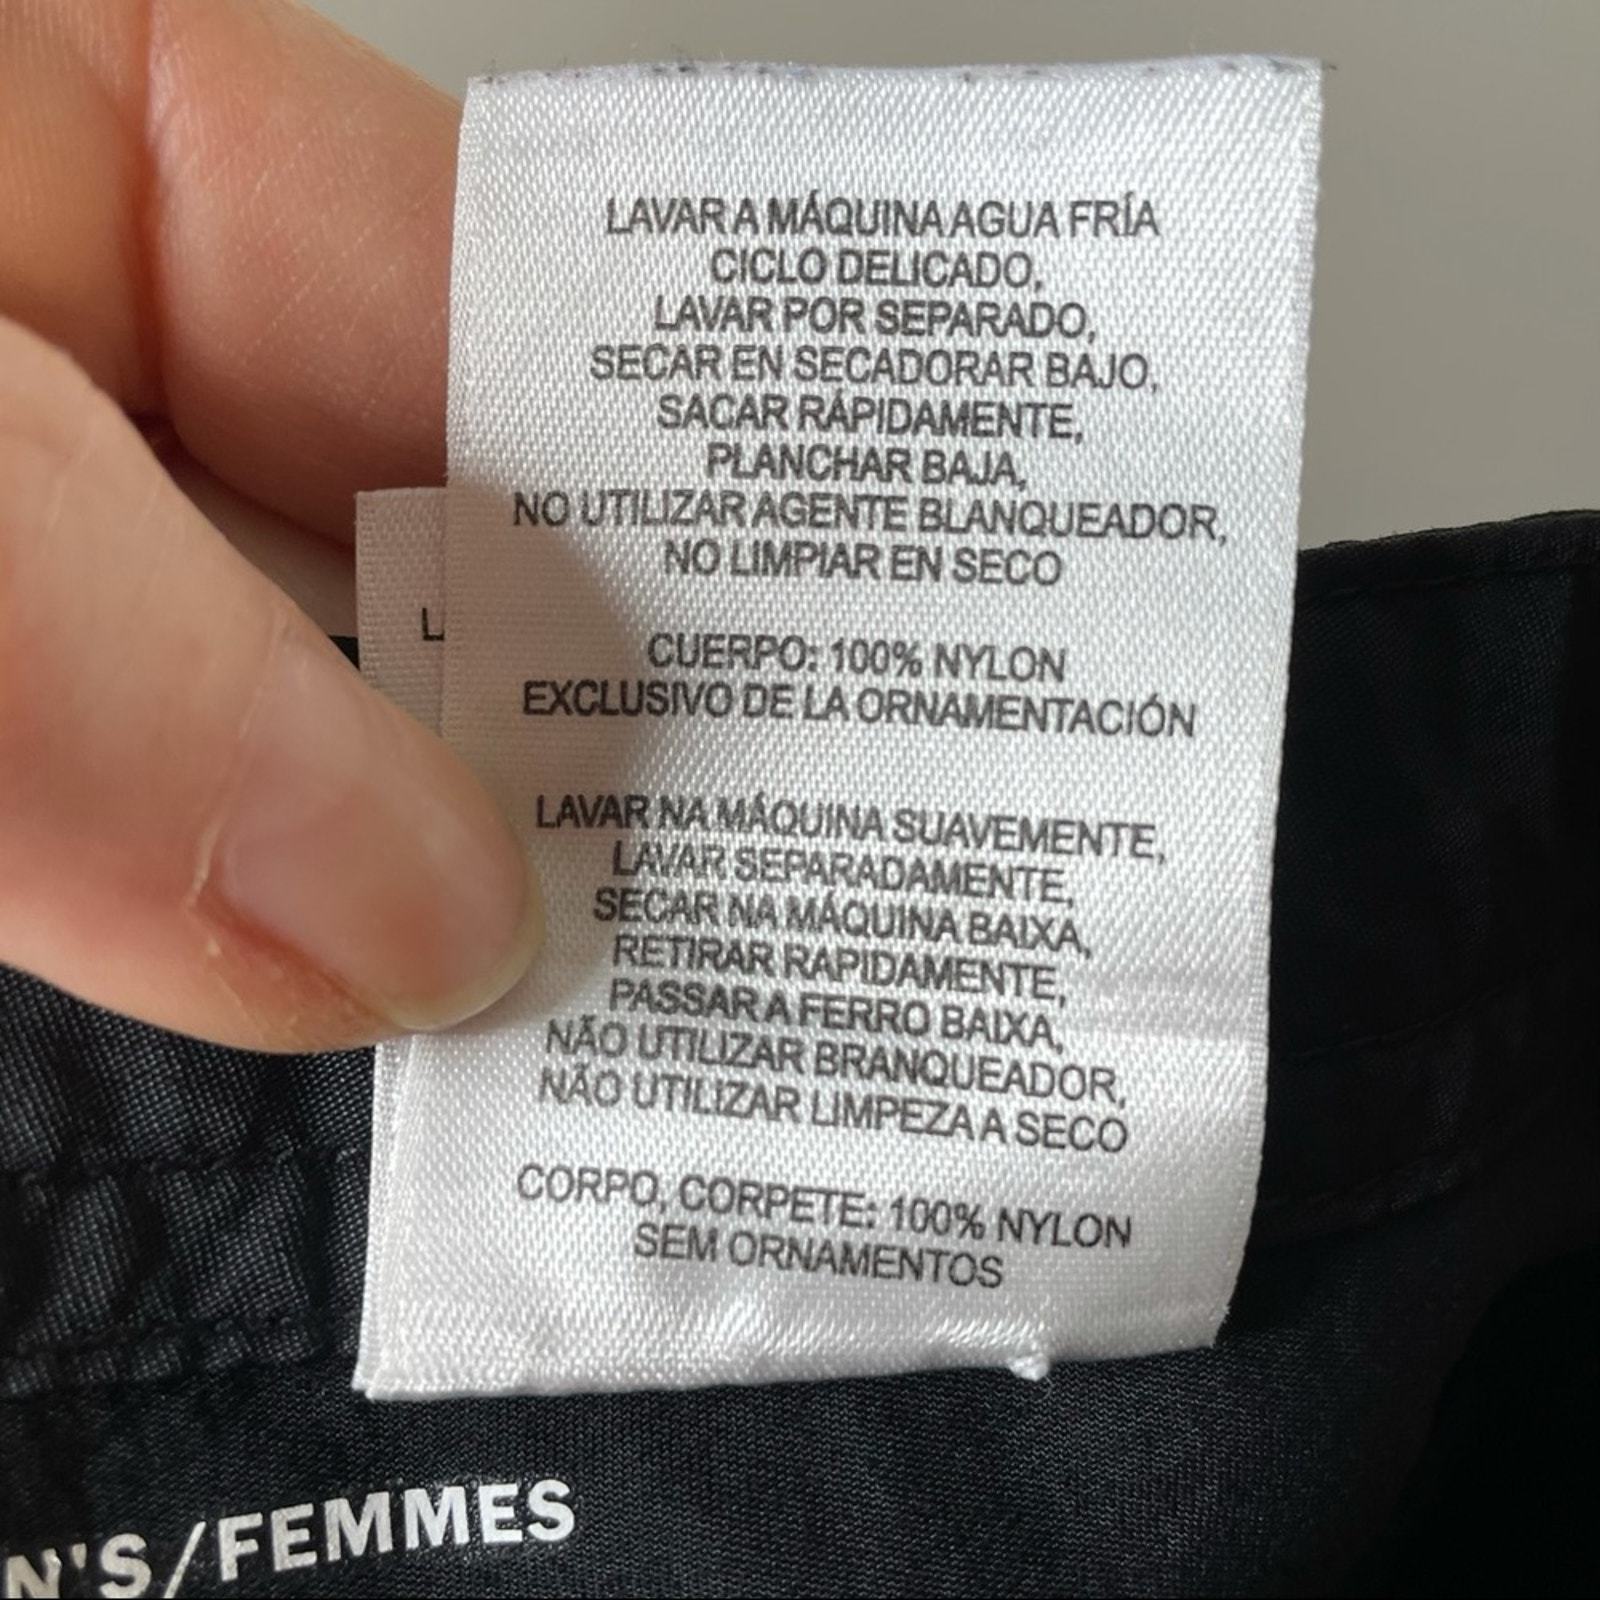 LAVAR A MÁQUINA AGUA FRÍA
CICLO DELICADO,
LAVAR POR SEPARADO,
SECAR EN SECADORAR BAJO,
SACAR RÁPIDAMENTE,
PLANCHAR BAJA,
NO UTILIZAR AGENTE BLANQUEADOR,
NO LIMPIAR EN SECO
L
CUERPO: 100% NYLON
EXCLUSIVO DE LA ORNAMENTACIÓN
LAVAR NA MÁQUINA SUAVEMENTE,
LAVAR SEPARADAMENTE,
SECAR NA MÁQUINA BAIXA,
RETIRAR RAPIDAMENTE,
PASSAR A FERRO BAIXA,
NÃO UTILIZAR BRANQUEADOR,
NÃO UTILIZAR LIMPEZA A SECO
CORPO, CORPETE: 100% NYLON
SEM ORNAMENTOS
N'S/FEMMES